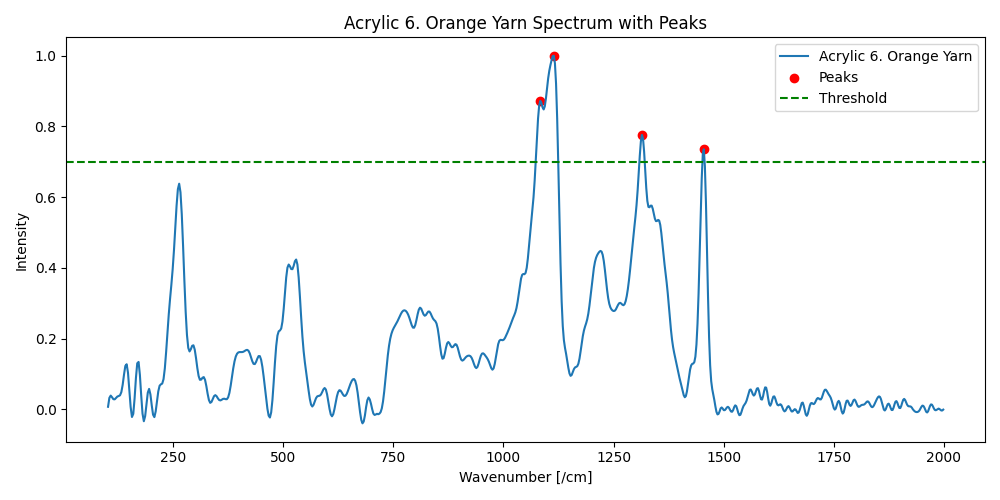 Acrylic 6. Orange Yarn Spectrum with Peaks
Acrylic 6. Orange Yarn
Peaks
Threshold
Intensity
1.0
0.8
0.6
0.4
0.2
0.0
250 500 750 1000 1250 1500 1750 2000
Wavenumber [/cm]